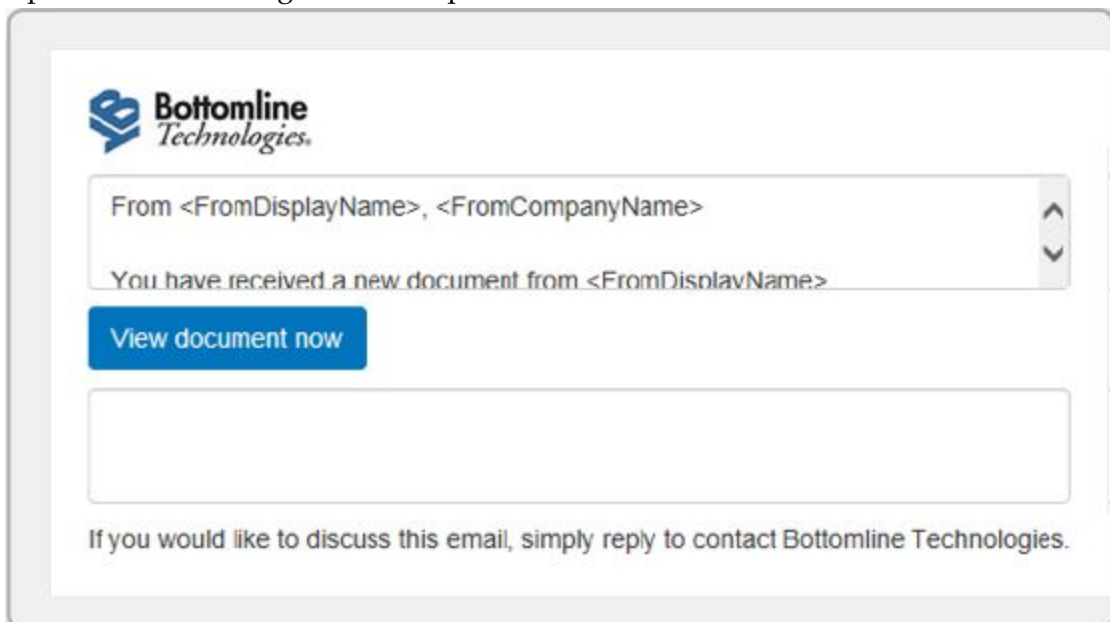 Bottomline
Technologies.
From <FromDisplayName>, <FromCompanyName>
You have received a new document from <FromDisplayName>
View document now
If you would like to discuss this email, simply reply to contact Bottomline Technologies.